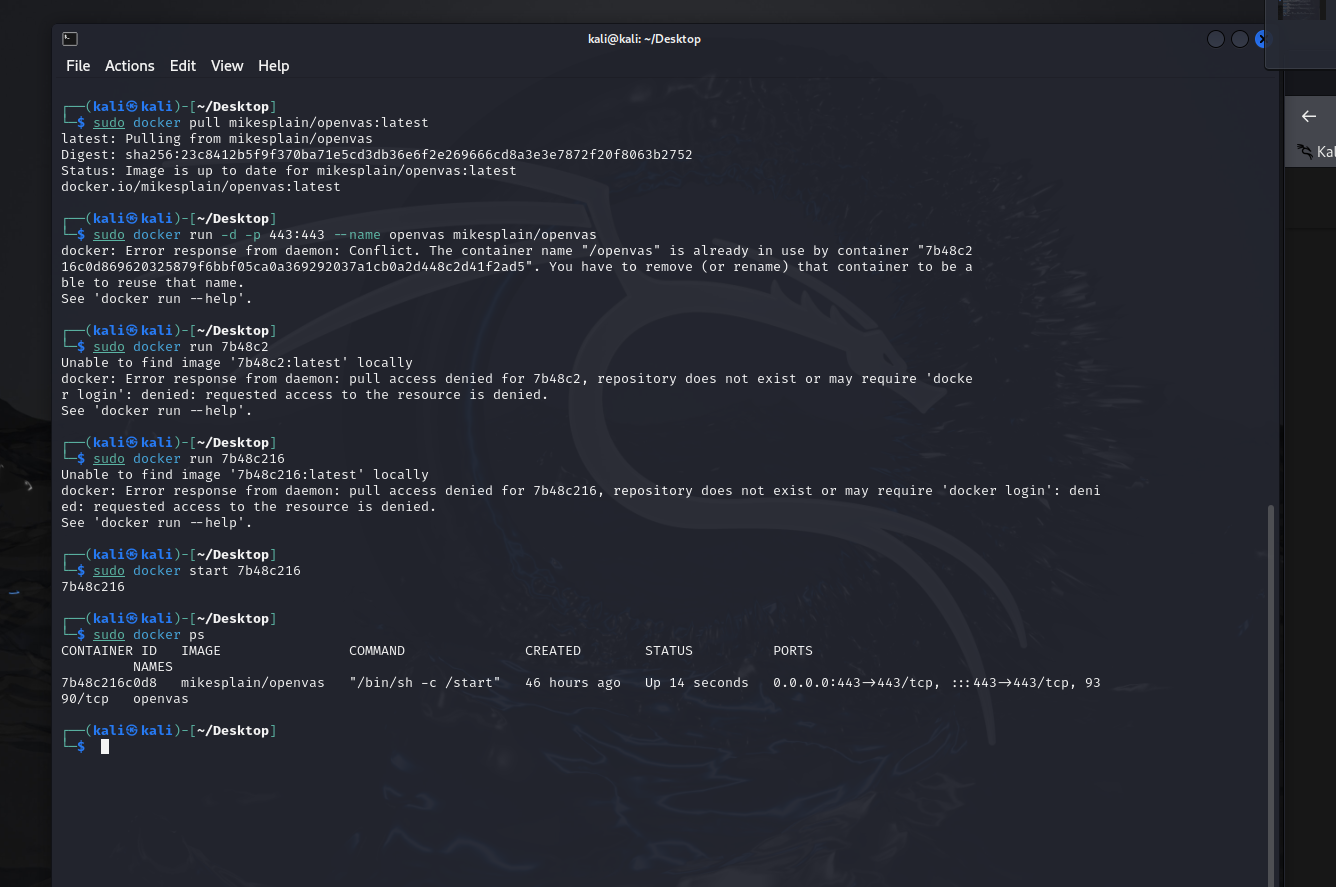 kali@kali: ~/Desktop
File Actions Edit View Help
┌──(kali㉿kali)-[~/Desktop]
└─$ sudo docker pull mikesplain/openvas:latest
latest: Pulling from mikesplain/openvas
Digest: sha256:23c8412b5f9f370ba71e5cd3db36e6f2e269666cd8a3e3e7872f20f8063b2752
Status: Image is up to date for mikesplain/openvas:latest
docker.io/mikesplain/openvas:latest
┌──(kali㉿kali)-[~/Desktop]
└─$ sudo docker run -d -p 443:443 --name openvas mikesplain/openvas
docker: Error response from daemon: Conflict. The container name "/openvas" is already in use by container "7b48c2
16c0d869620325879f6bbf05ca0a369292037a1cb0a2d448c2d41f2ad5". You have to remove (or rename) that container to be a
ble to reuse that name.
See 'docker run --help'.
┌──(kali㉿kali)-[~/Desktop]
└─$ sudo docker run 7b48c2
Unable to find image '7b48c2:latest' locally
docker: Error response from daemon: pull access denied for 7b48c2, repository does not exist or may require 'docke
r login': denied: requested access to the resource is denied.
See 'docker run --help'.
┌──(kali㉿kali)-[~/Desktop]
└─$ sudo docker run 7b48c216
Unable to find image '7b48c216:latest' locally
docker: Error response from daemon: pull access denied for 7b48c216, repository does not exist or may require 'docker login': deni
ed: requested access to the resource is denied.
See 'docker run --help'.
┌──(kali㉿kali)-[~/Desktop]
└─$ sudo docker start 7b48c216
7b48c216
┌──(kali㉿kali)-[~/Desktop]
└─$ sudo docker ps
CONTAINER ID   IMAGE                COMMAND               CREATED        STATUS          PORTS
NAMES
7b48c216c0d8   mikesplain/openvas   "/bin/sh -c /start"   46 hours ago   Up 14 seconds   0.0.0.0:443->443/tcp, :::443->443/tcp, 93
90/tcp   openvas
┌──(kali㉿kali)-[~/Desktop]
└─$
Kal